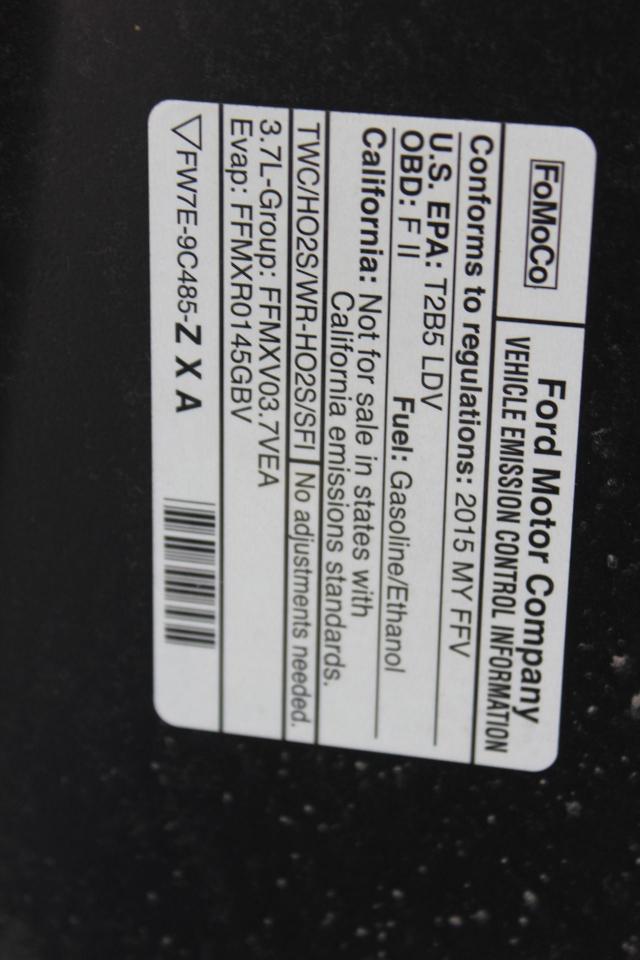 FoMoCo
Ford Motor Company
VEHICLE EMISSION CONTROL INFORMATION
Conforms to regulations: 2015 MY FFV
U.S. EPA: T2B5 LDV
OBD: F II Fuel: Gasoline/Ethanol
California: Not for sale in states with
California emissions standards.
TWC/HO2S/WR-HO2S/SFI No adjustments needed.
3.7L-Group: FFMXV03.7VEA
Evap: FFMXR0145GBV
FW7E-9C485-Z X A